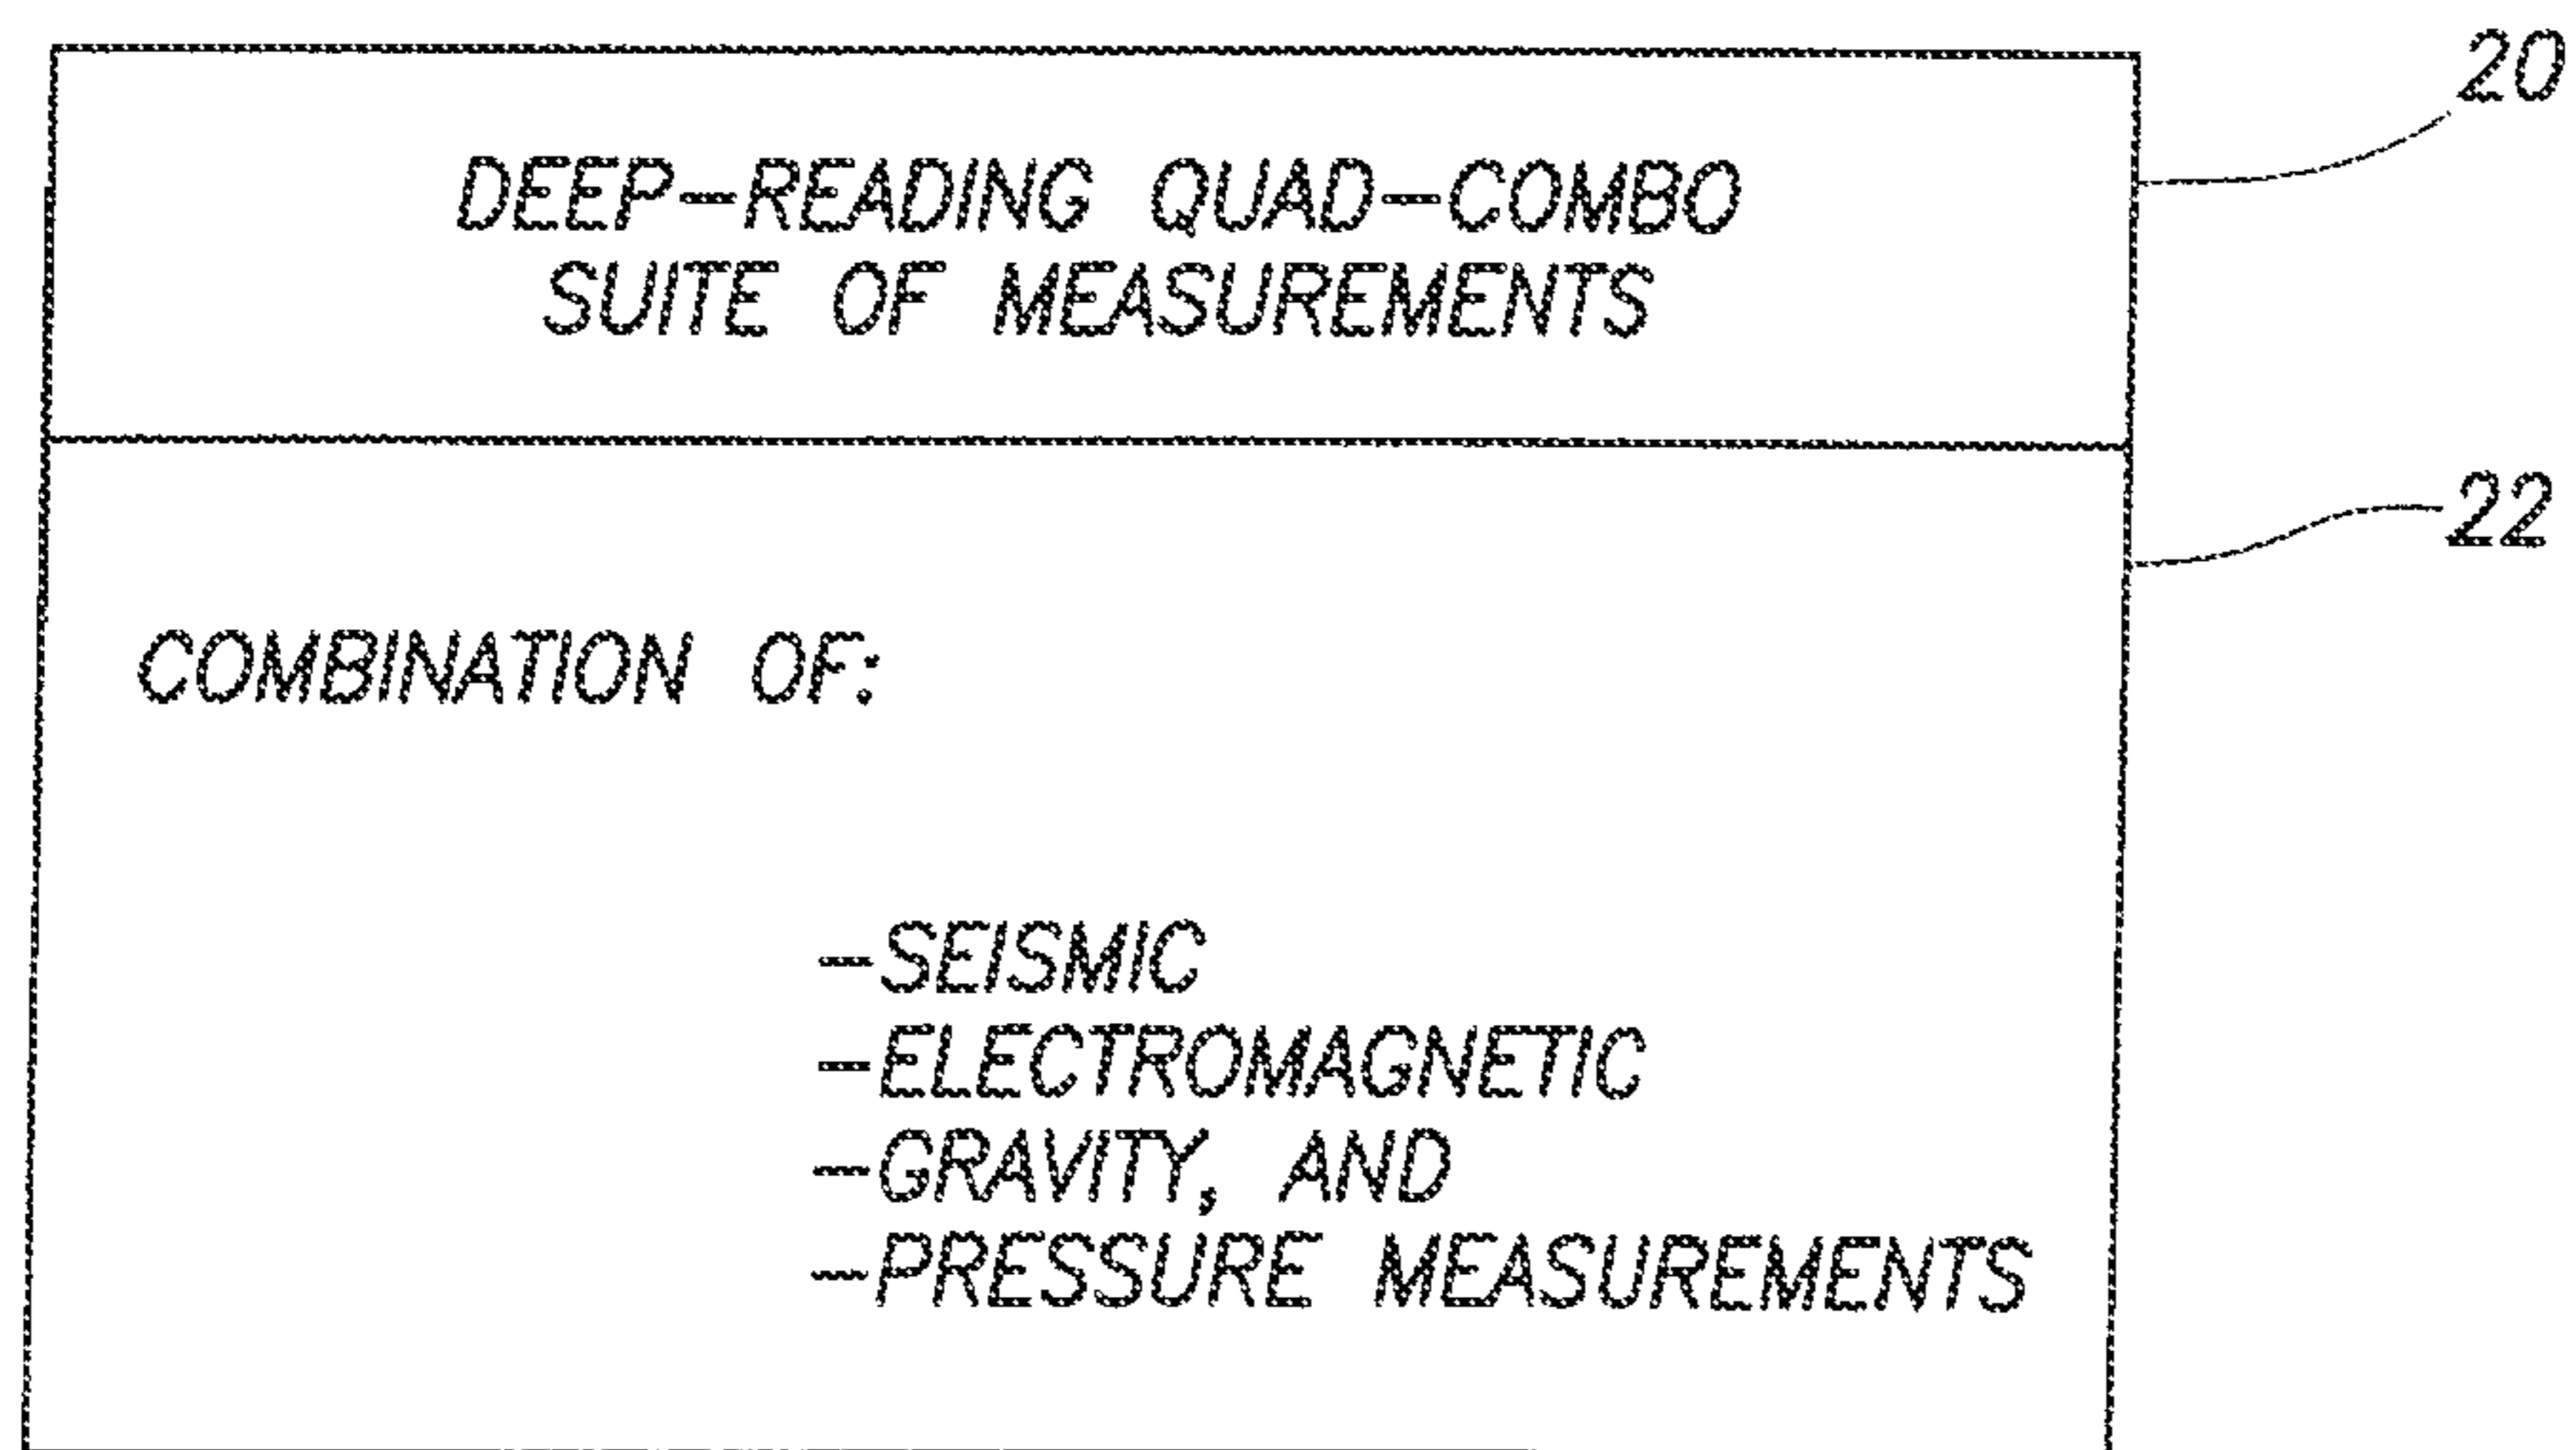 20
DEEP-READING QUAD-COMBO
SUITE OF MEASUREMENTS
22
COMBINATION OF:
-SEISMIC
-ELECTROMAGNETIC
-GRAVITY, AND
-PRESSURE MEASUREMENTS